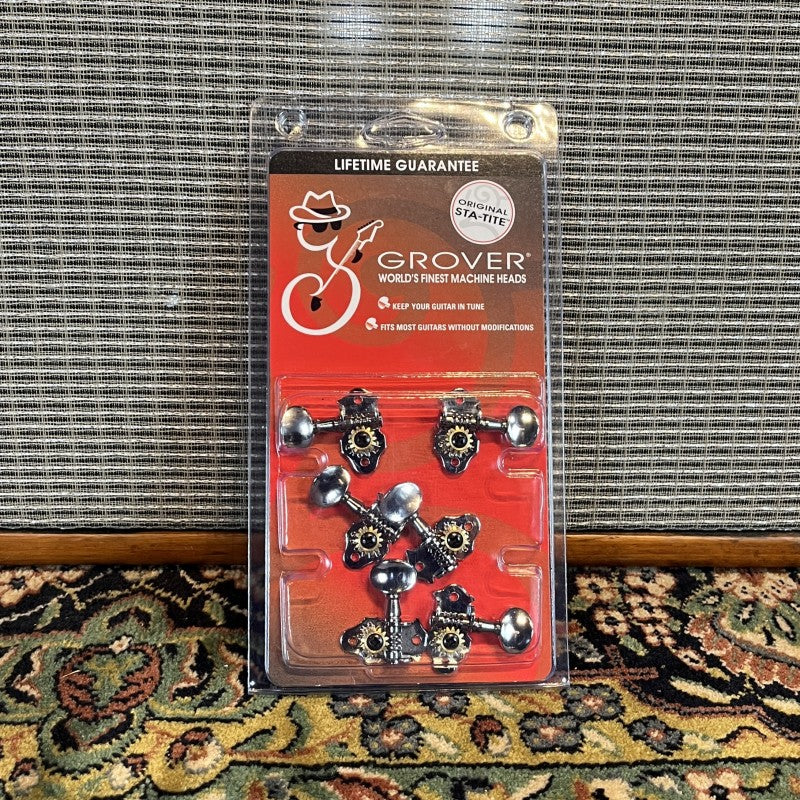 LIFETIME GUARANTEE
ORIGINAL
STA-TITE™
GROVER®
WORLD'S FINEST MACHINE HEADS
KEEP YOUR GUITAR IN TUNE
FITS MOST GUITARS WITHOUT MODIFICATIONS